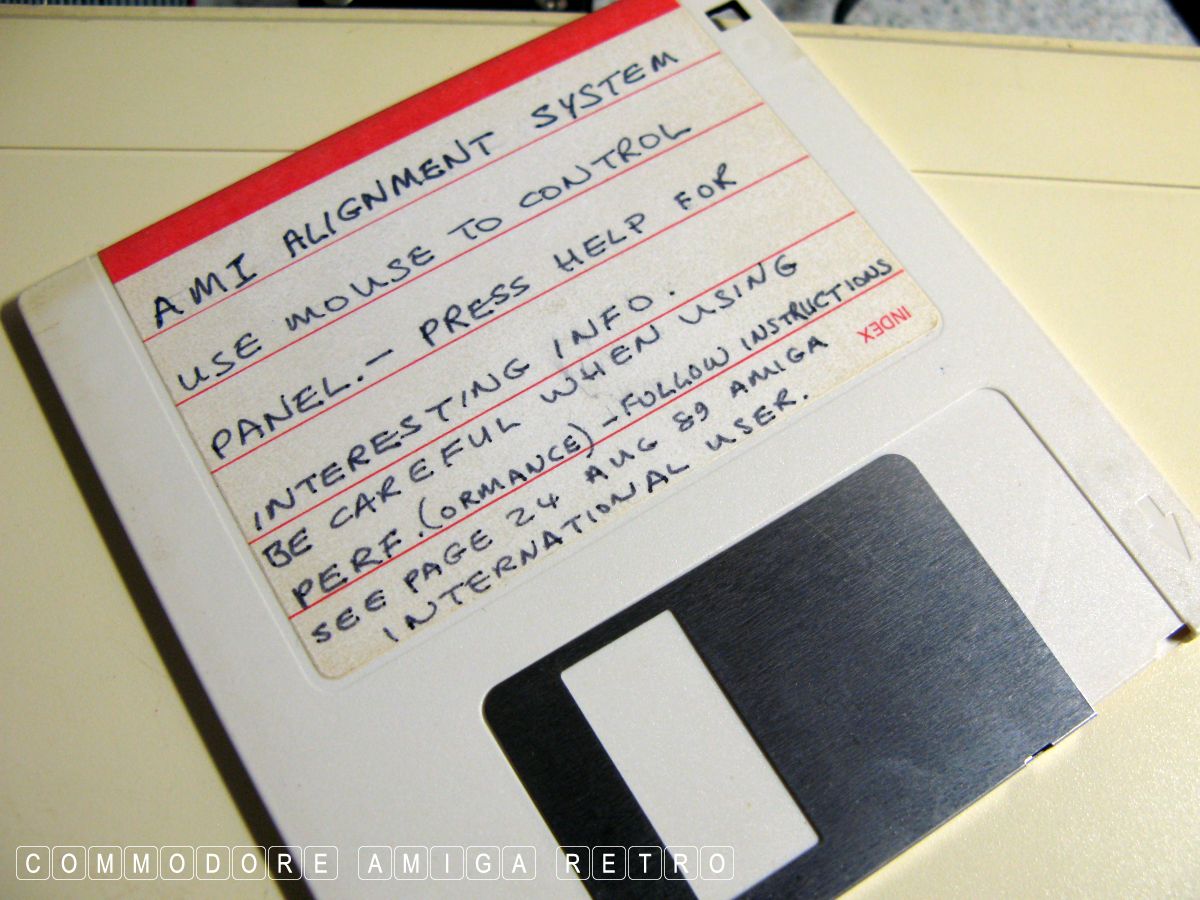 AMI ALIGNMENT SYSTEM
USE MOUSE TO CONTROL
PANEL.- PRESS HELP FOR
INTERESTING INFO.
BE CAREFUL WHEN USING
PERF.(ORMANCE)-FOLLOW INSTRUCTIONS
SEE PAGE 24 AUG 89 AMIGA
INTERNATIONAL USER.
INDEX
COMMODORE AMIGA RETRO